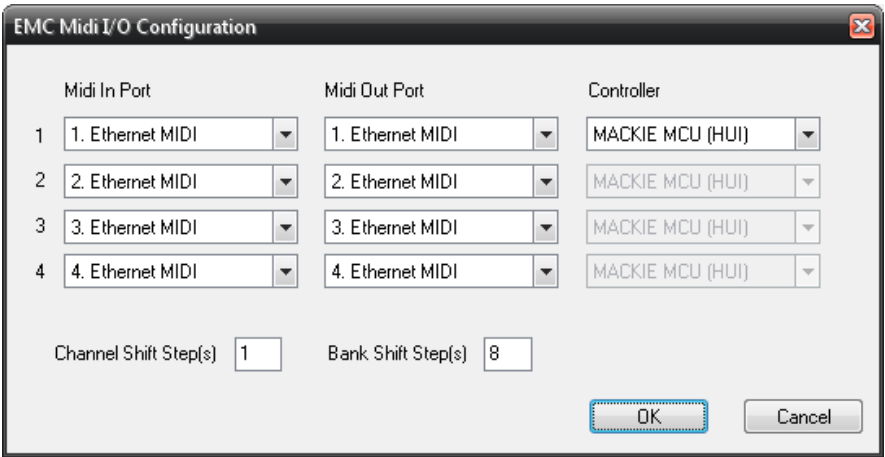 EMC Midi I/O Configuration
Midi In Port Midi Out Port Controller
1 1. Ethernet MIDI 1. Ethernet MIDI MACKIE MCU (HUI)
2 2. Ethernet MIDI 2. Ethernet MIDI MACKIE MCU (HUI)
3 3. Ethernet MIDI 3. Ethernet MIDI MACKIE MCU (HUI)
4 4. Ethernet MIDI 4. Ethernet MIDI MACKIE MCU (HUI)
Channel Shift Step(s) 1 Bank Shift Step(s) 8
OK Cancel